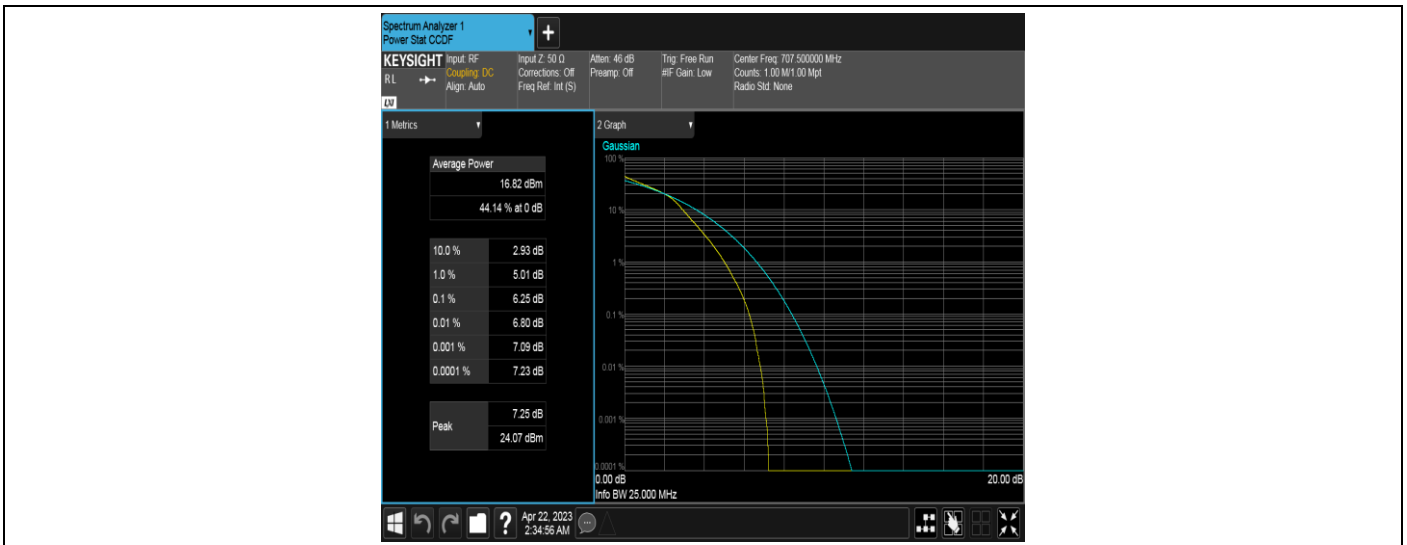 Spectrum Analyzer 1
Power Stat CCDF
+
KEYSIGHT
RL
LXI
Input: RF
Coupling: DC
Align: Auto
Input Z: 50 Ω
Corrections: Off
Freq Ref: Int (S)
Atten: 46 dB
Preamp: Off
Trig: Free Run
#IF Gain: Low
Center Freq: 707.500000 MHz
Counts: 1.00 M/1.00 Mpt
Radio Std: None
1 Metrics
Average Power
16.82 dBm
44.14 % at 0 dB
10.0 % 2.93 dB
1.0 % 5.01 dB
0.1 % 6.25 dB
0.01 % 6.80 dB
0.001 % 7.09 dB
0.0001 % 7.23 dB
Peak
7.25 dB
24.07 dBm
2 Graph
Gaussian
100 %
10 %
1 %
0.1 %
0.01 %
0.001 %
0.0001 %
0.00 dB 20.00 dB
Info BW 25.000 MHz
?
Apr 22, 2023
2:34:56 AM